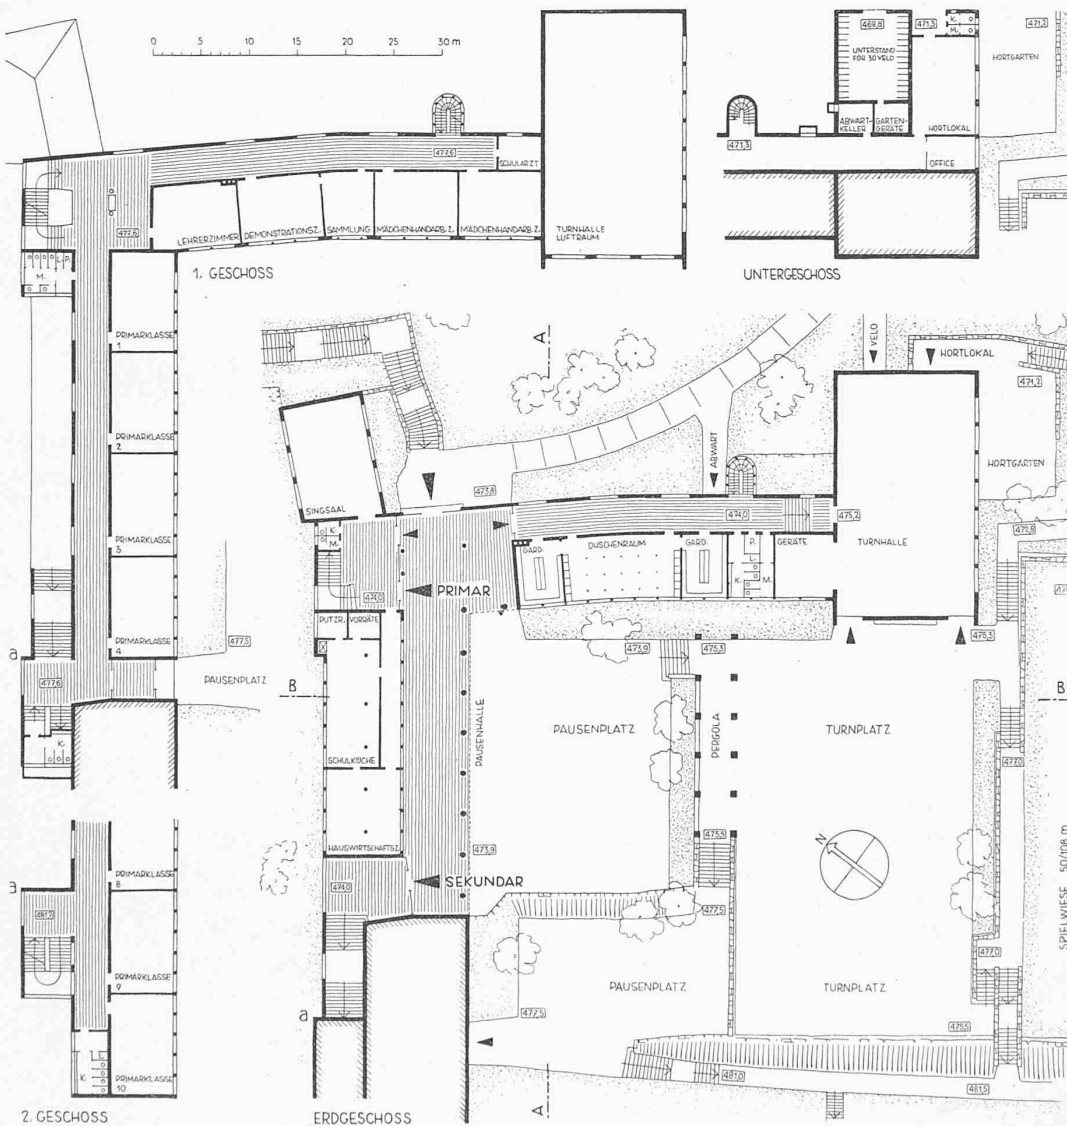 0 5 10 15 20 25 30 m
477.6
SCHULARZT
477.6
LEHRERZIMMER
DEMONSTRATIONSZ.
SAMMLUNG
MÄDCHENHANDARB.Z.
MÄDCHENHANDARB.Z.
TURNHALLE
LUFTRAUM
M.
L.
P.
1. GESCHOSS
PRIMARKLASSE
1
PRIMARKLASSE
2
PRIMARKLASSE
3
PRIMARKLASSE
4
477.5
a
477.6
PAUSENPLATZ
K.
468,8
UNTERSTAND
FÜR 30 VELO
471,3
K.
M.
471,2
HORTGARTEN
ABWART-
KELLER
GARTEN-
GERÄTE
HORTLOKAL
471,3
OFFICE
UNTERGESCHOSS
A
VELO
HORTLOKAL
471,2
ABWART
HORTGARTEN
SINGSAAL
473,8
474,0
475,2
472,8
K.
M.
GARD.
DUSCHENRAUM
GARD.
P.
L.
K.
M.
GERÄTE
TURNHALLE
PRIMAR
474,0
PUTZR.
VORRÄTE
473,9
475,3
475,3
B
B
PAUSENHALLE
PAUSENPLATZ
PERGOLA
TURNPLATZ
SCHULKÜCHE
477,0
HAUSWIRTSCHAFTSZ.
473,9
475,5
N
SEKUNDAR
474,0
477,5
SPIELWIESE 50/108 m
477,0
PAUSENPLATZ
TURNPLATZ
a
477,5
475,5
481,0
481,5
A
ERDGESCHOSS
PRIMARKLASSE
8
a
481,2
PRIMARKLASSE
9
K.
PRIMARKLASSE
10
2. GESCHOSS